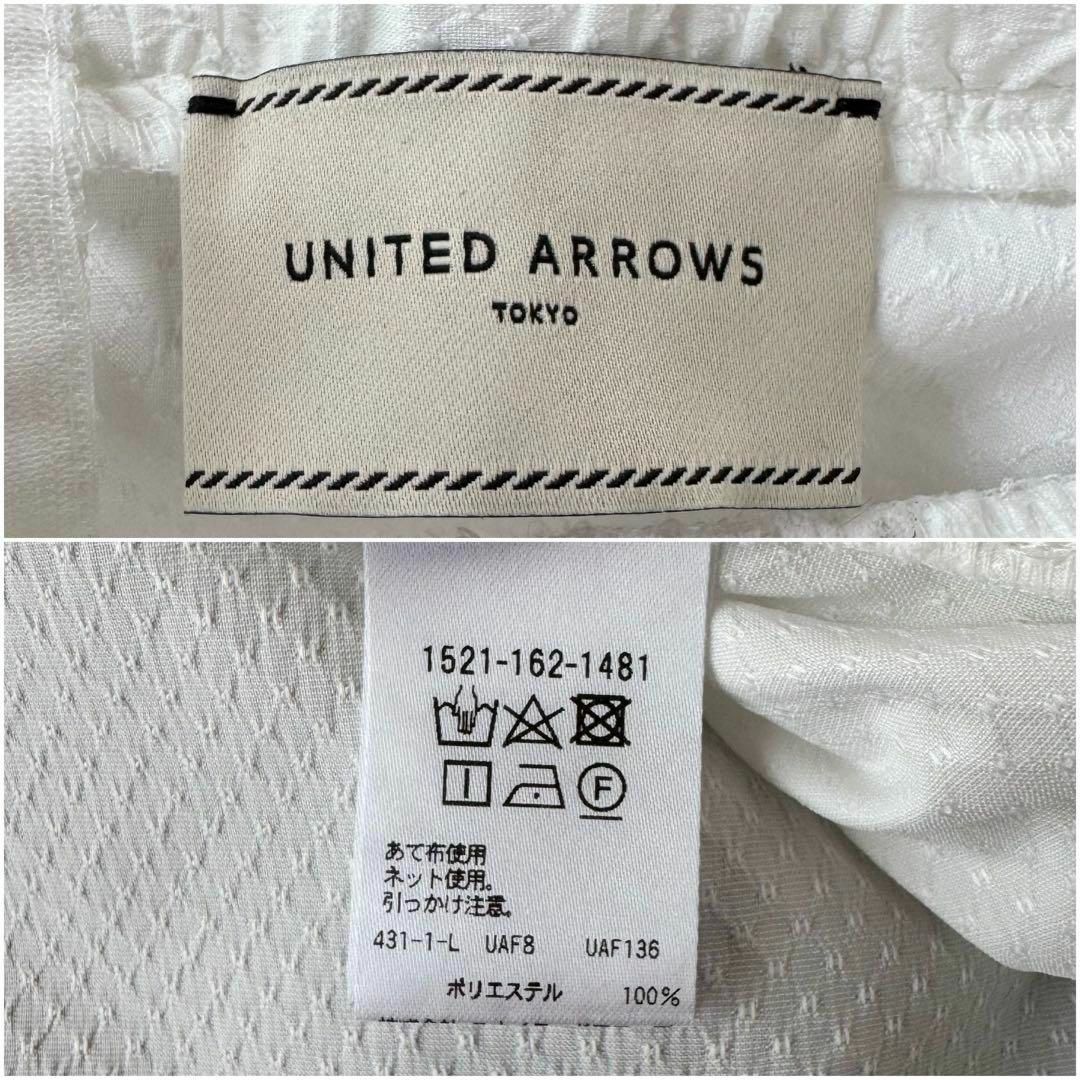 UNITED ARROWS
TOKYO
1521-162-1481
F
あて布使用
ネット使用。
引っかけ注意。
431-1-L UAF8 UAF136
ポリエステル 100%